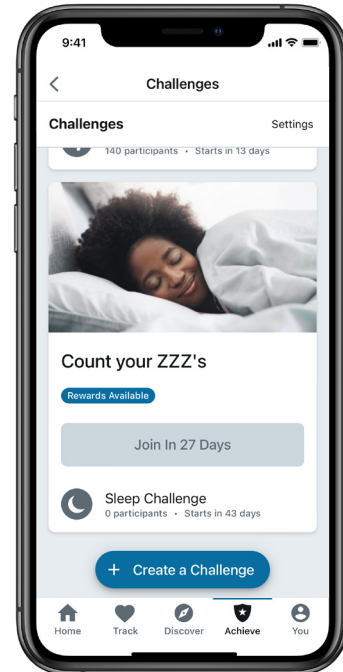 9:41
Challenges
Challenges Settings
140 participants • Starts in 13 days
Count your ZZZ's
Rewards Available
Join In 27 Days
Sleep Challenge
0 participants • Starts in 43 days
+ Create a Challenge
Home Track Discover Achieve You